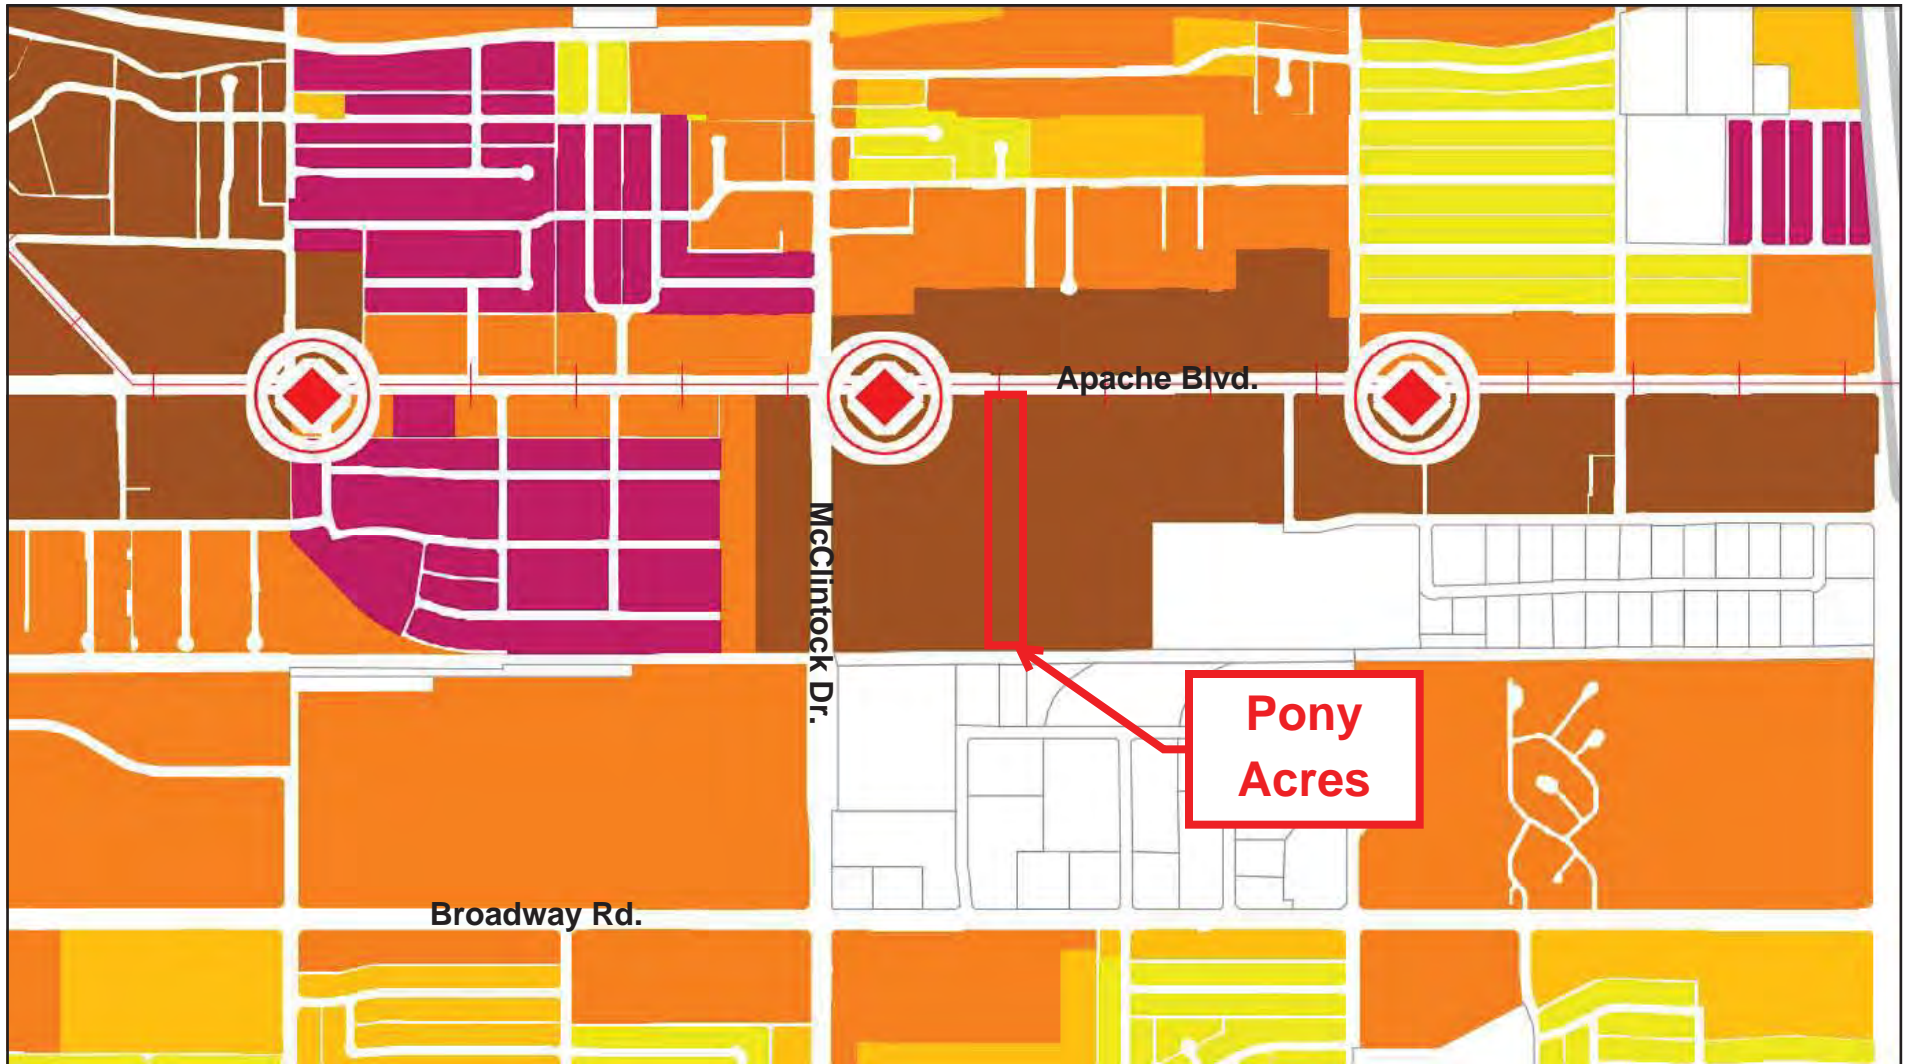 Apache Blvd.
McClintock Dr.
Pony
Acres
Broadway Rd.